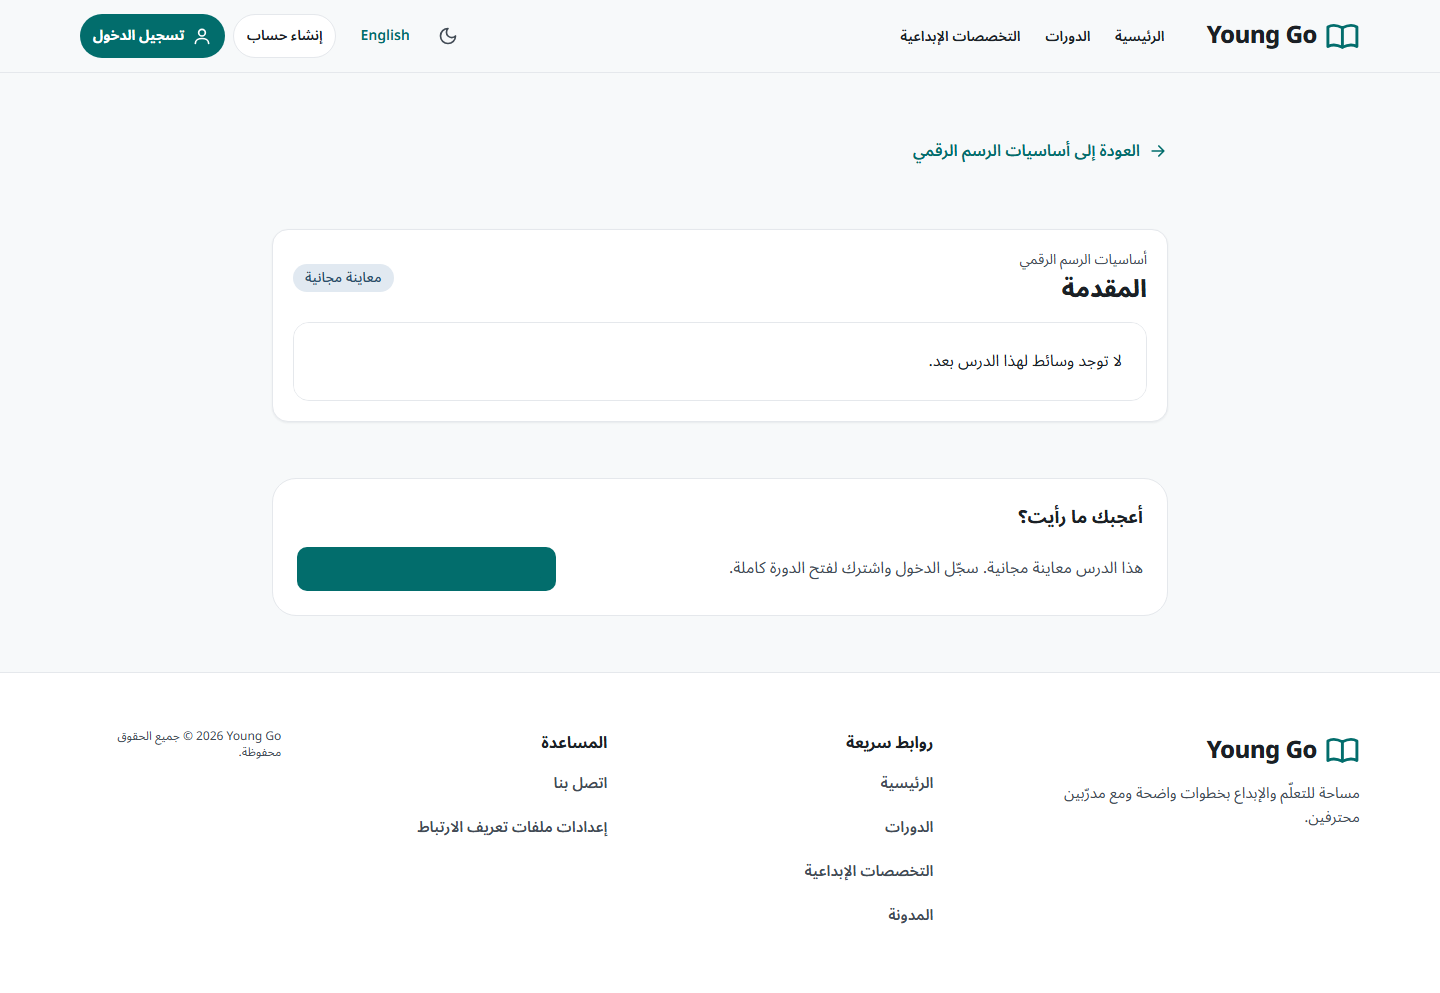 Young Go
الرئيسية
الدورات
التخصصات الإبداعية
English
إنشاء حساب
تسجيل الدخول
العودة إلى أساسيات الرسم الرقمي
أساسيات الرسم الرقمي
المقدمة
معاينة مجانية
لا توجد وسائط لهذا الدرس بعد.
أعجبك ما رأيت؟
هذا الدرس معاينة مجانية. سجّل الدخول واشترك لفتح الدورة كاملة.
Young Go
مساحة للتعلّم والإبداع بخطوات واضحة ومع مدرّبين
محترفين.
روابط سريعة
الرئيسية
الدورات
التخصصات الإبداعية
المدونة
المساعدة
اتصل بنا
إعدادات ملفات تعريف الارتباط
Young Go 2026 © جميع الحقوق
محفوظة.